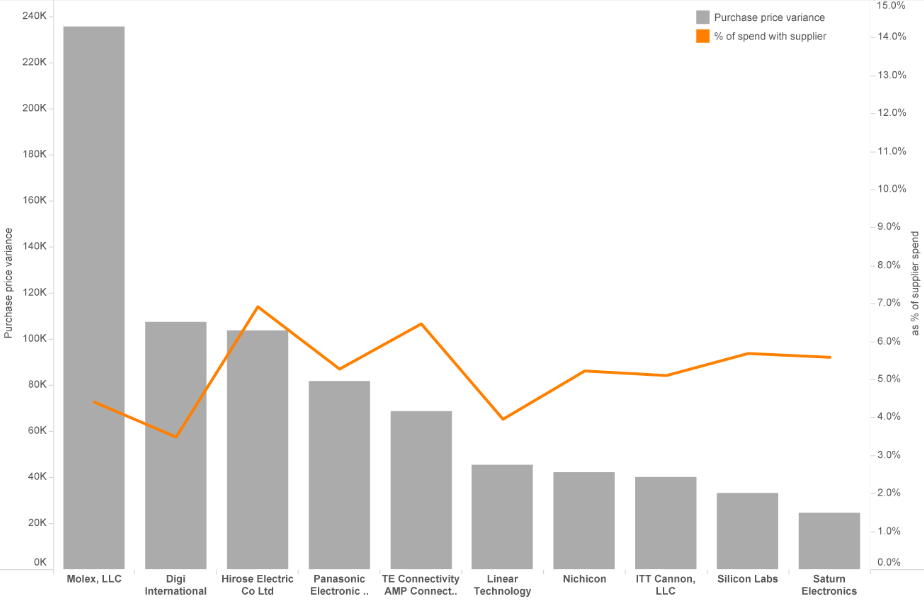 Purchase price variance
% of spend with supplier
240K
220K
200K
180K
160K
140K
120K
100K
80K
60K
40K
20K
0K
Purchase price variance
15.0%
14.0%
13.0%
12.0%
11.0%
10.0%
9.0%
8.0%
7.0%
6.0%
5.0%
4.0%
3.0%
2.0%
1.0%
0.0%
as % of supplier spend
Molex, LLC
Digi
International
Hirose Electric
Co Ltd
Panasonic
Electronic ..
TE Connectivity
AMP Connect..
Linear
Technology
Nichicon
ITT Cannon,
LLC
Silicon Labs
Saturn
Electronics